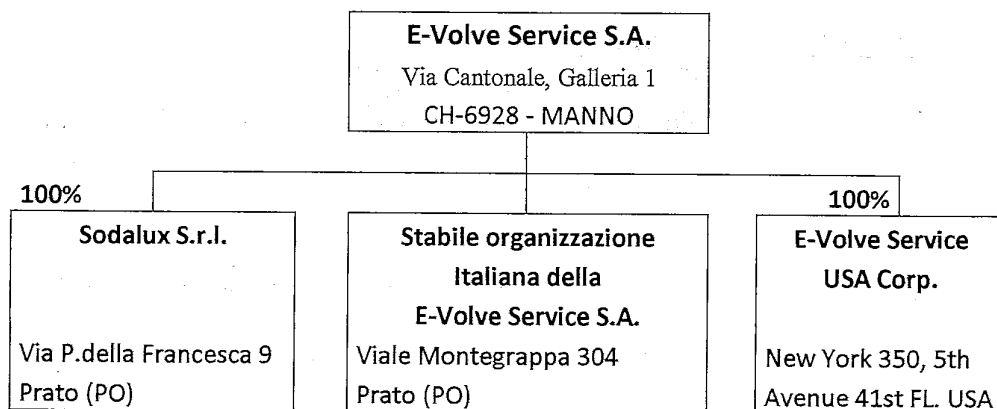 E-Volve Service S.A.
Via Cantonale, Galleria 1
CH-6928 - MANNO
100%
Sodalux S.r.l.
Via P.della Francesca 9
Prato (PO)
Stabile organizzazione
Italiana della
E-Volve Service S.A.
Viale Montegrappa 304
Prato (PO)
100%
E-Volve Service
USA Corp.
New York 350, 5th
Avenue 41st FL. USA